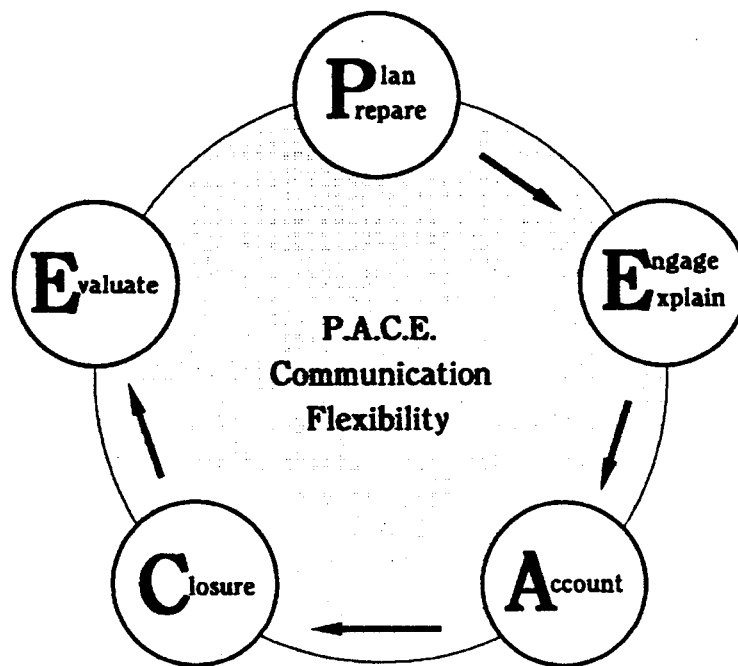 Plan
Prepare
Engage
Explain
Evaluate
P.A.C.E.
Communication
Flexibility
Closure
Account